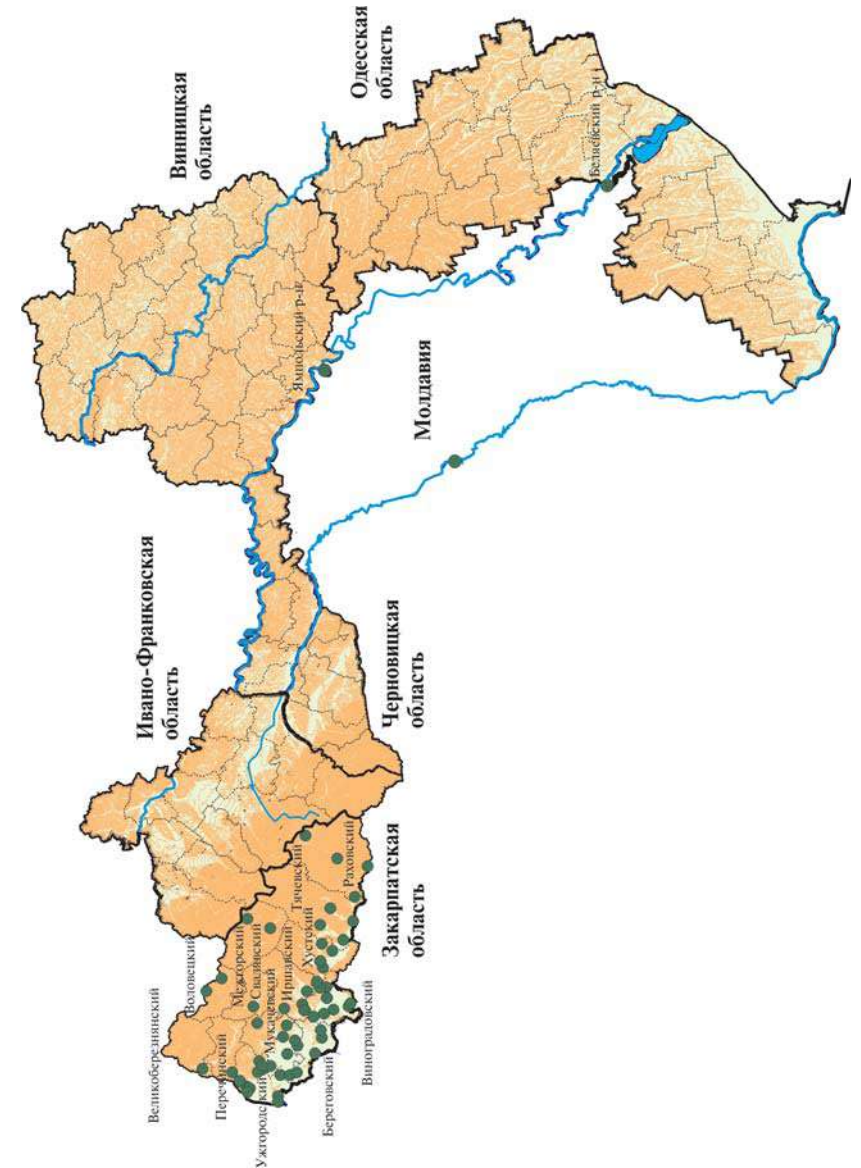 Великоберезнянский
Воловецкий
Перечинский
Межгорский
Свалявский
Ужгородский
Мукачевский
Иршавский
Хустский
Тячевский
Раховский
Береговский
Виноградовский
Закарпатская
область
Ивано-Франковская
область
Черновицкая
область
Винницкая
область
Ямпольский р-н
Молдавия
Одесская
область
Беляевский р-н